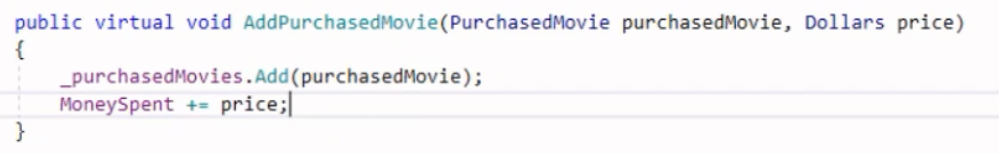 public virtual void AddPurchasedMovie(PurchasedMovie purchasedMovie, Dollars price)
{
_purchasedMovies.Add(purchasedMovie);
MoneySpent += price;
}